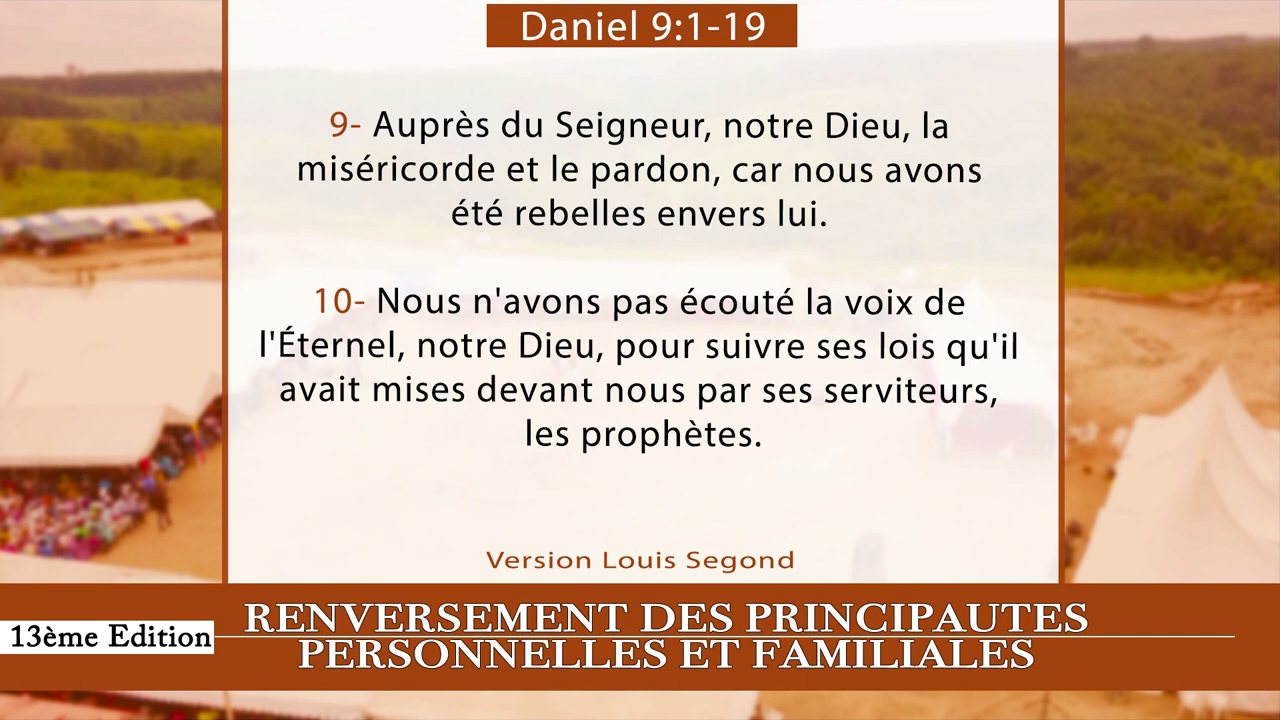 Daniel 9:1-19
9- Auprès du Seigneur, notre Dieu, la
miséricorde et le pardon, car nous avons
été rebelles envers lui.
10- Nous n'avons pas écouté la voix de
l'Éternel, notre Dieu, pour suivre ses lois qu'il
avait mises devant nous par ses serviteurs,
les prophètes.
Version Louis Segond
13ème Edition
RENVERSEMENT DES PRINCIPAUTES
PERSONNELLES ET FAMILIALES